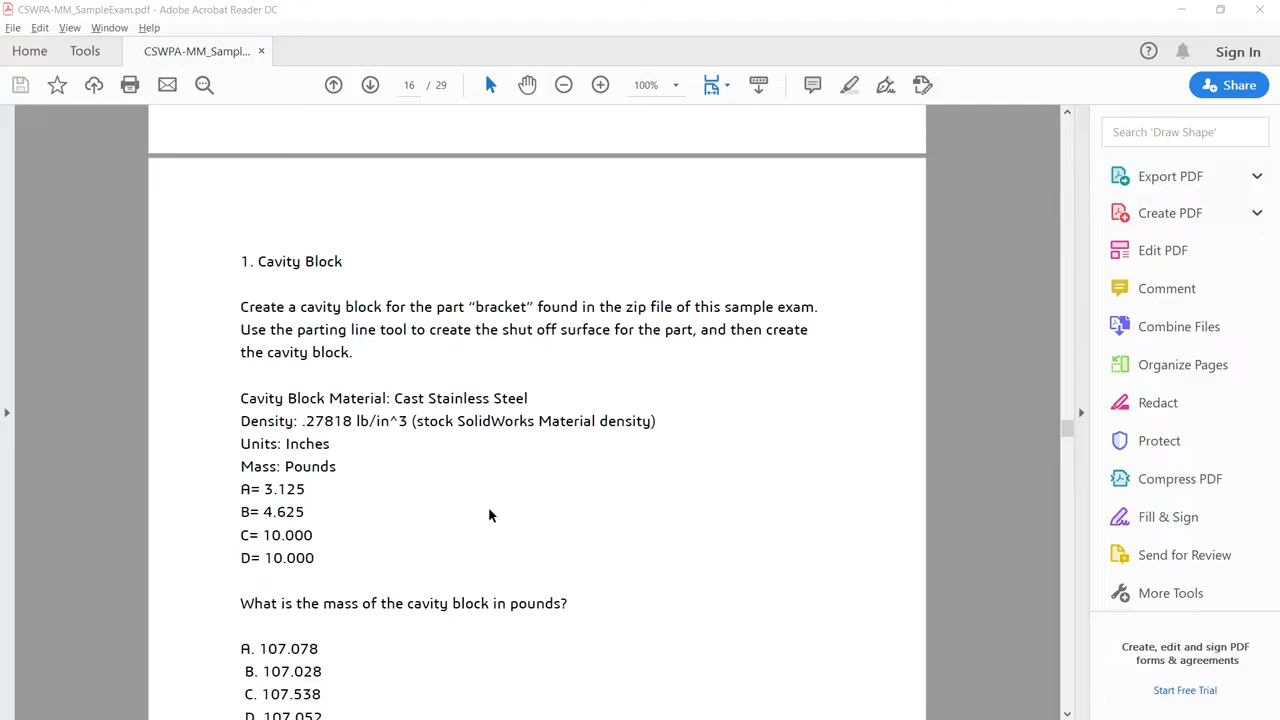 CSWPA-MM_SampleExam.pdf - Adobe Acrobat Reader DC
File Edit View Window Help
Home Tools CSWPA-MM_Sampl... × Sign In
16 / 29 100% Share
Search 'Draw Shape'
Export PDF
Create PDF
Edit PDF
Comment
Combine Files
Organize Pages
Redact
Protect
Compress PDF
Fill & Sign
Send for Review
More Tools
Create, edit and sign PDF
forms & agreements
Start Free Trial
1. Cavity Block
Create a cavity block for the part “bracket” found in the zip file of this sample exam.
Use the parting line tool to create the shut off surface for the part, and then create
the cavity block.
Cavity Block Material: Cast Stainless Steel
Density: .27818 lb/in^3 (stock SolidWorks Material density)
Units: Inches
Mass: Pounds
A= 3.125
B= 4.625
C= 10.000
D= 10.000
What is the mass of the cavity block in pounds?
A. 107.078
B. 107.028
C. 107.538
D. 107.052